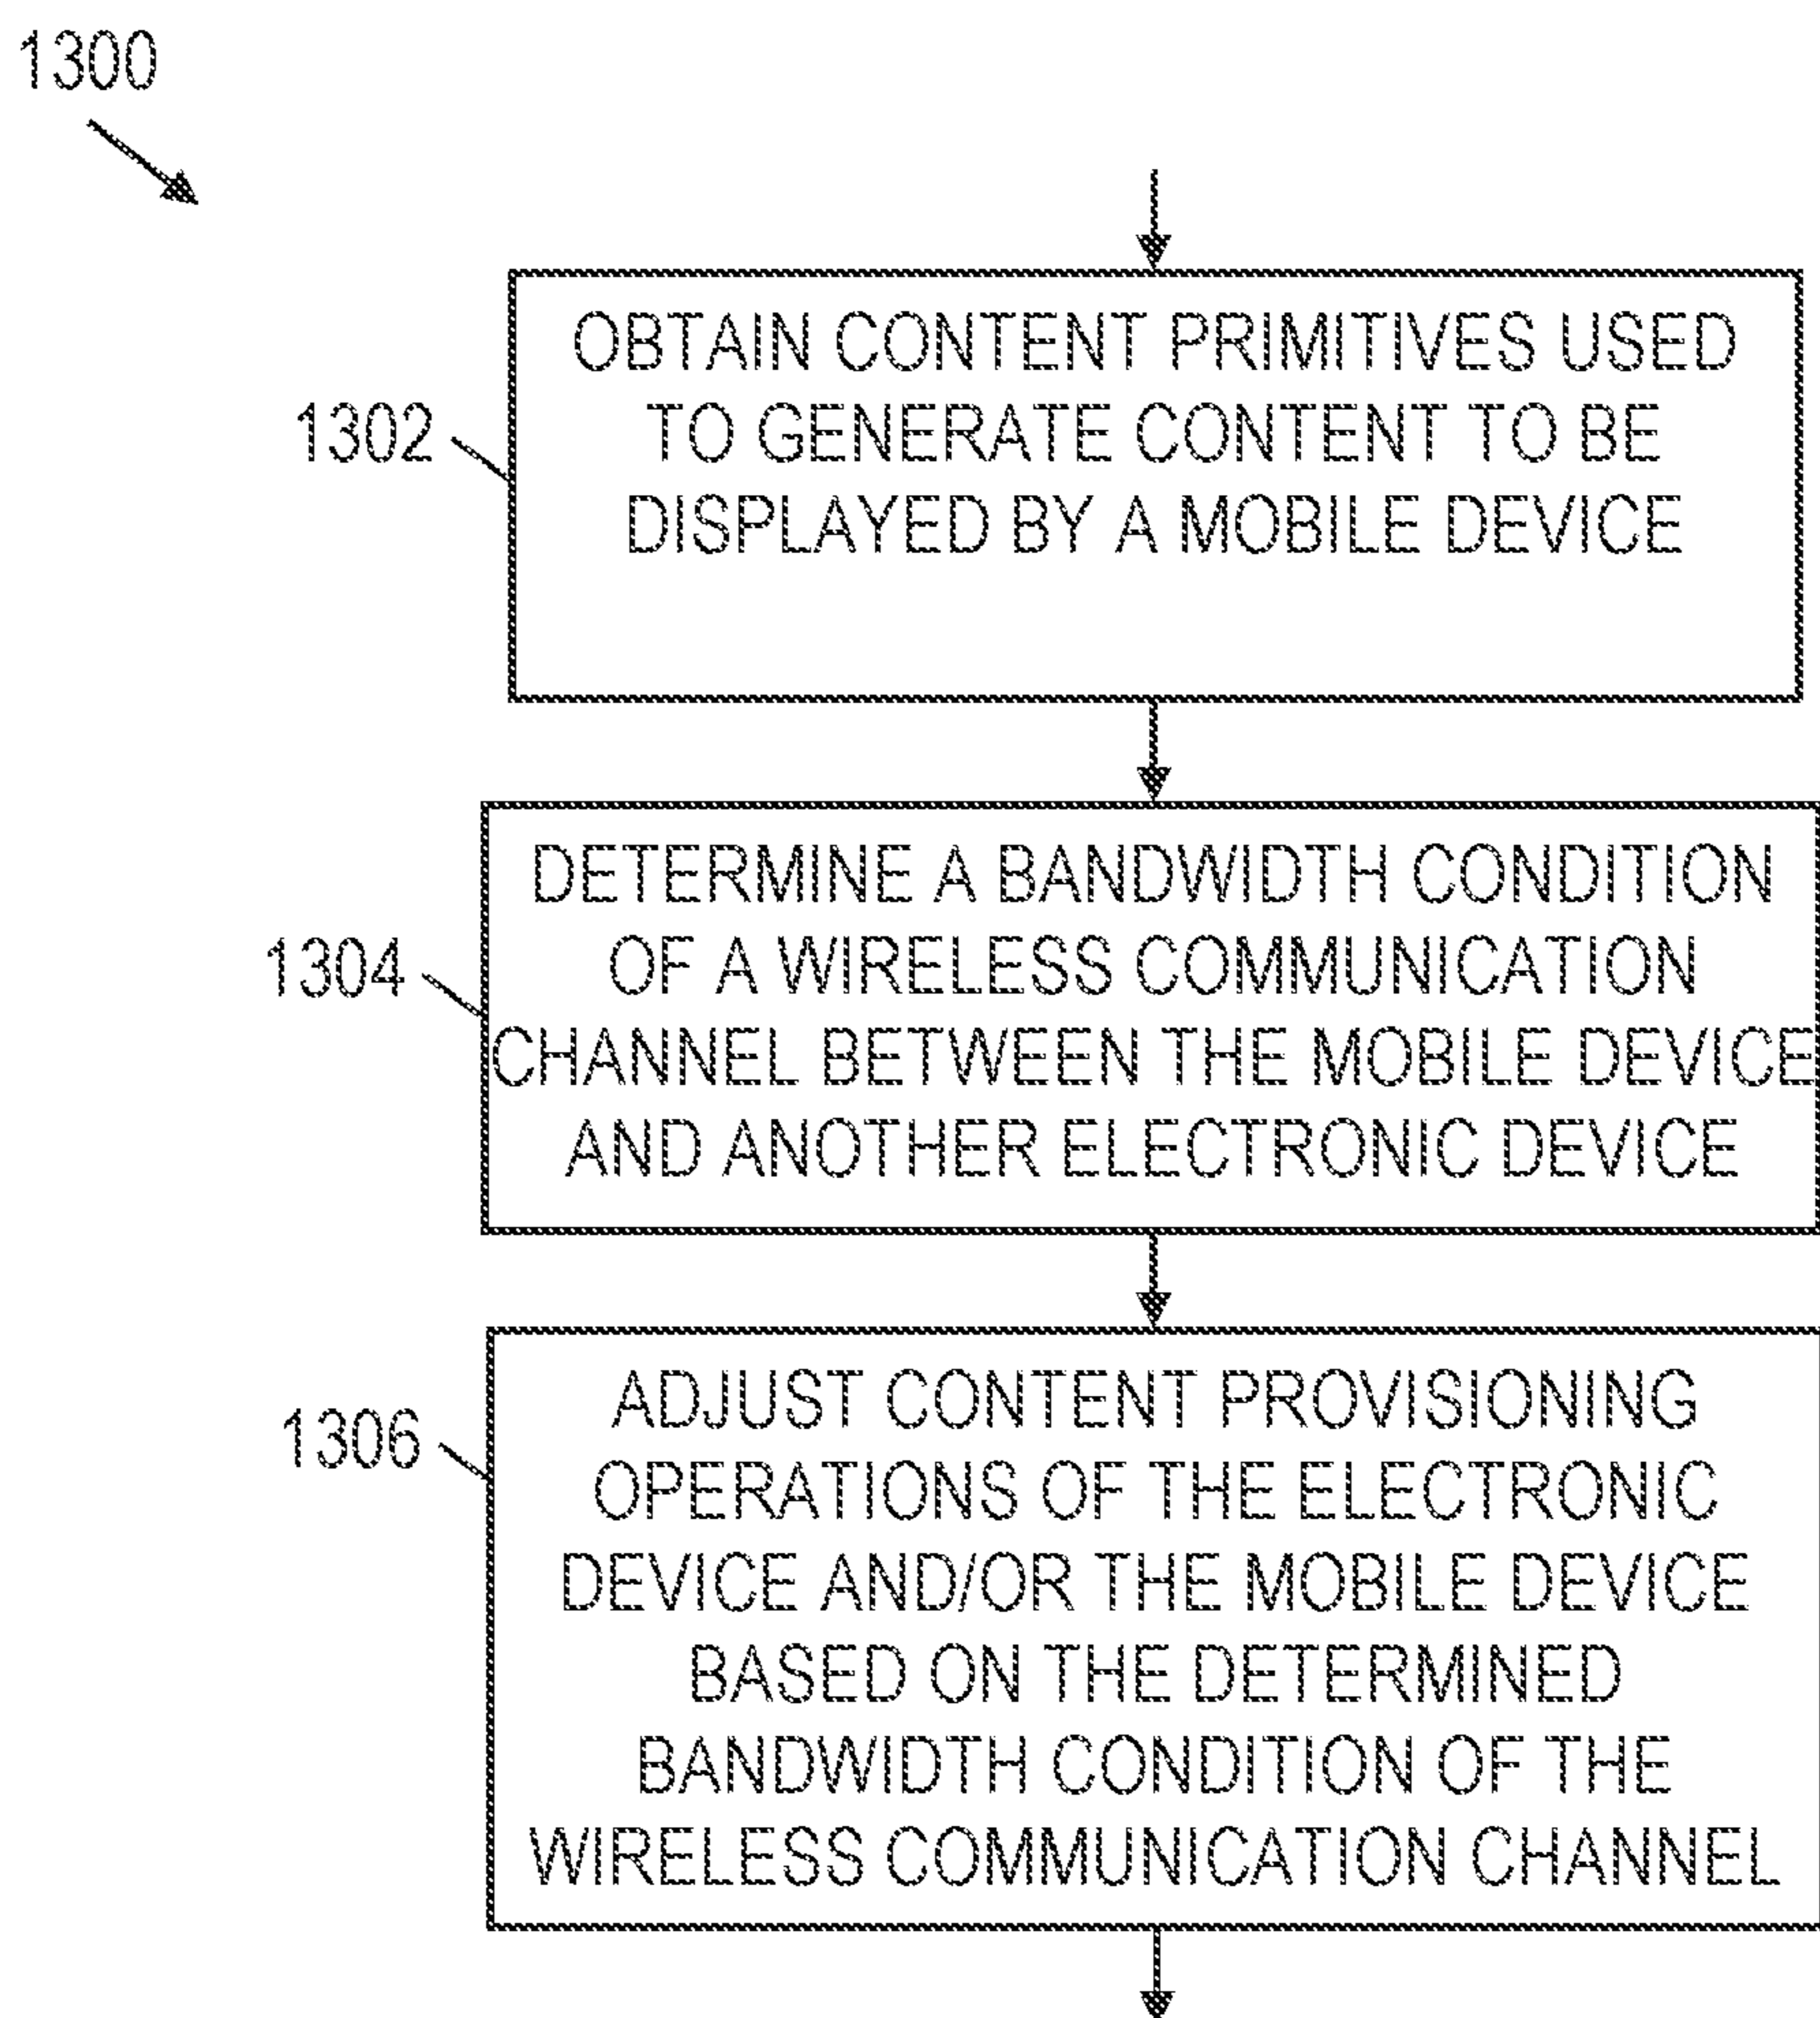 1300
1302
OBTAIN CONTENT PRIMITIVES USED
TO GENERATE CONTENT TO BE
DISPLAYED BY A MOBILE DEVICE
1304
DETERMINE A BANDWIDTH CONDITION
OF A WIRELESS COMMUNICATION
CHANNEL BETWEEN THE MOBILE DEVICE
AND ANOTHER ELECTRONIC DEVICE
1306
ADJUST CONTENT PROVISIONING
OPERATIONS OF THE ELECTRONIC
DEVICE AND/OR THE MOBILE DEVICE
BASED ON THE DETERMINED
BANDWIDTH CONDITION OF THE
WIRELESS COMMUNICATION CHANNEL